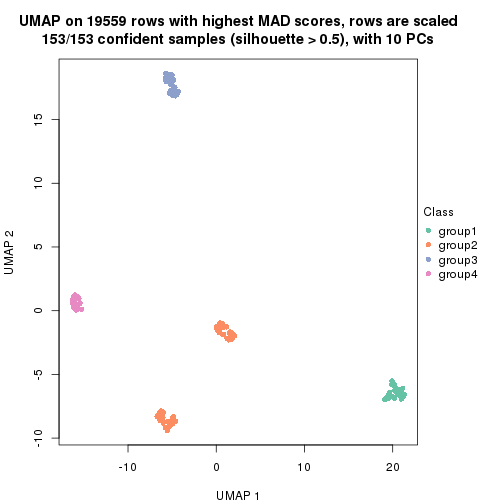 UMAP on 19559 rows with highest MAD scores, rows are scaled
153/153 confident samples (silhouette > 0.5), with 10 PCs
15
10
5
0
-5
-10
UMAP 2
-10
0
10
20
UMAP 1
Class
group1
group2
group3
group4